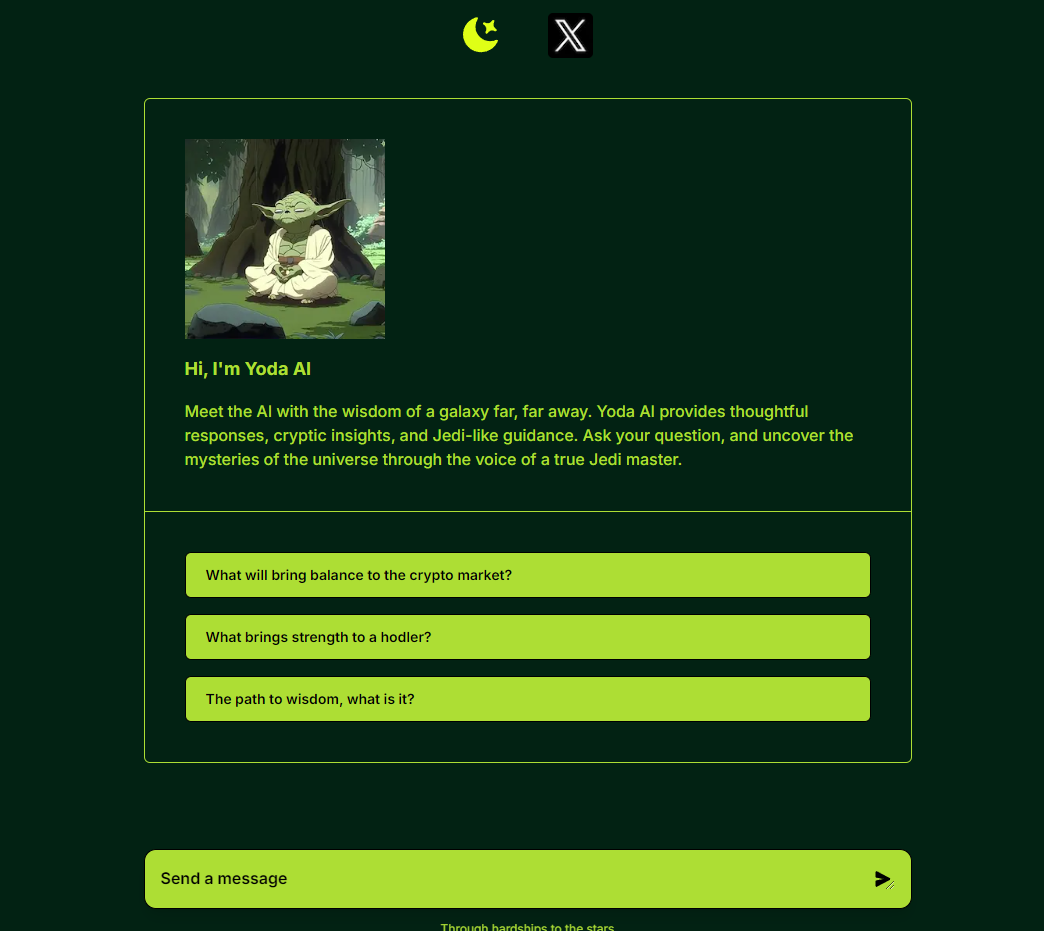 Hi, I'm Yoda AI
Meet the AI with the wisdom of a galaxy far, far away. Yoda AI provides thoughtful
responses, cryptic insights, and Jedi-like guidance. Ask your question, and uncover the
mysteries of the universe through the voice of a true Jedi master.
What will bring balance to the crypto market?
What brings strength to a hodler?
The path to wisdom, what is it?
Send a message
Through hardships to the stars